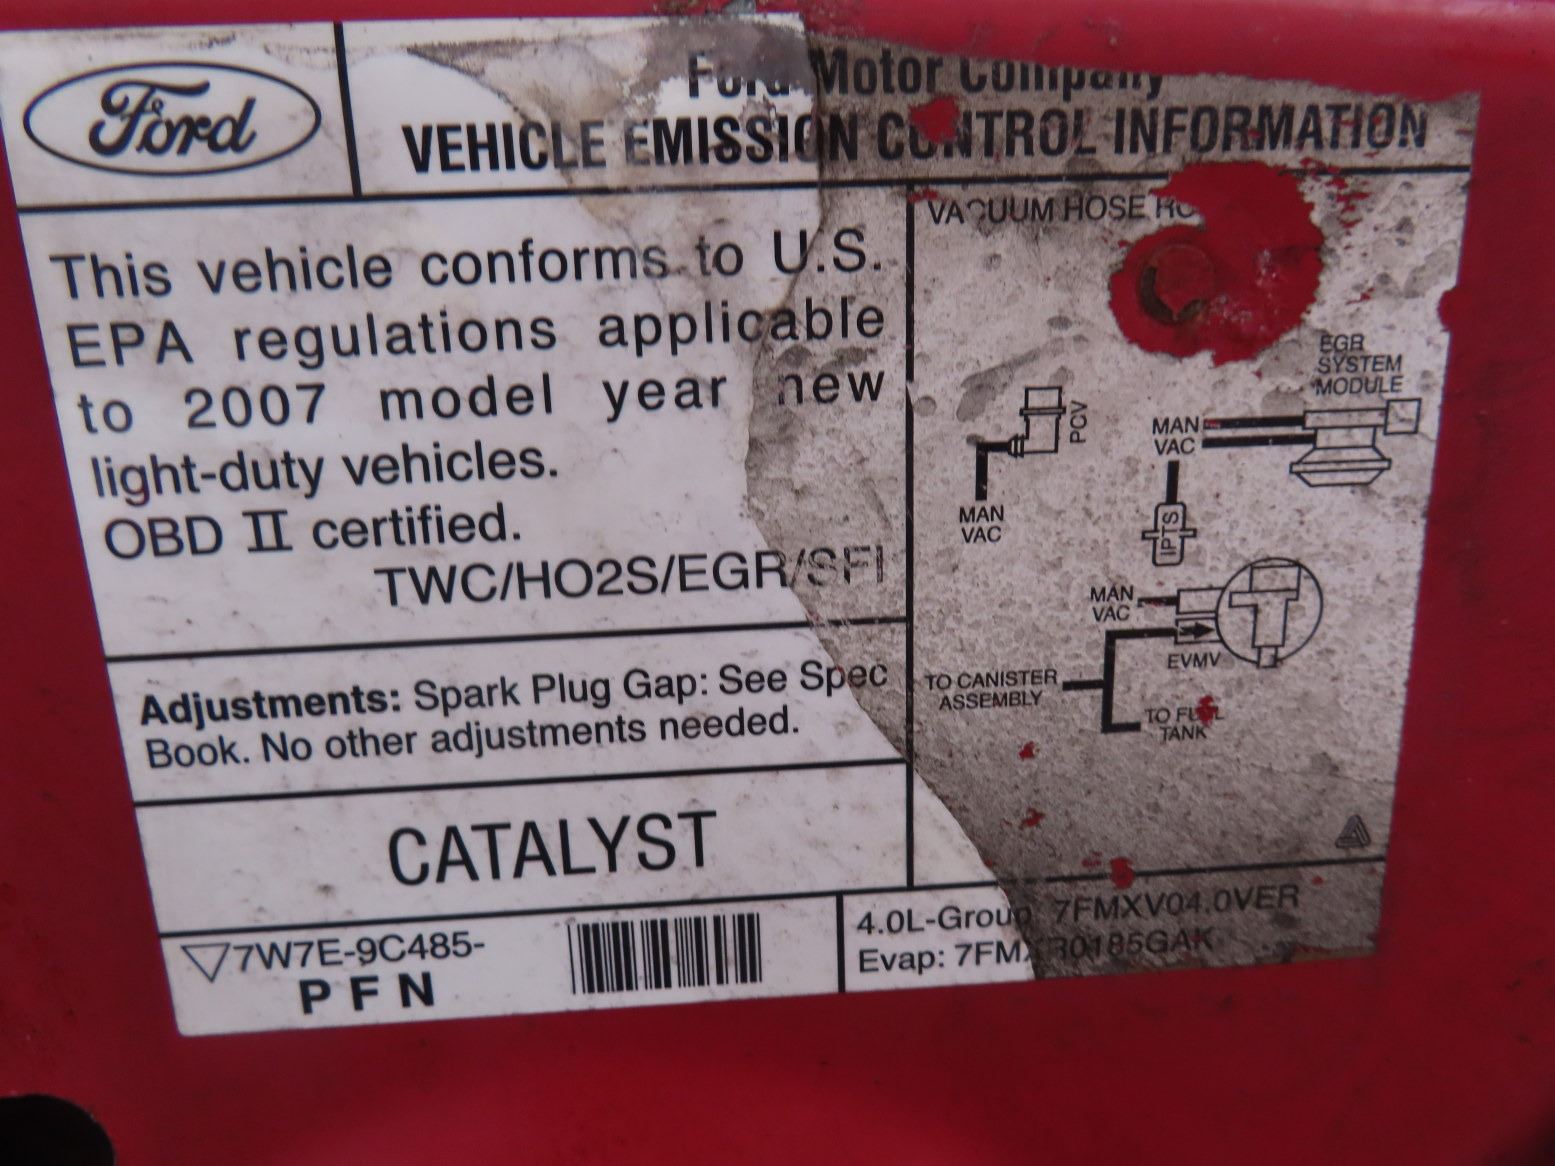 Ford
Ford Motor Company
VEHICLE EMISSION CONTROL INFORMATION
This vehicle conforms to U.S.
EPA regulations applicable
to 2007 model year new
light-duty vehicles.
OBD II certified.
TWC/HO2S/EGR/SFI
Adjustments: Spark Plug Gap: See Spec
Book. No other adjustments needed.
CATALYST
7W7E-9C485-
PFN
VACUUM HOSE
PCV
MAN
VAC
EGR
SYSTEM
MODULE
MAN
VAC
IPTS
MAN
VAC
EVMV
TO CANISTER
ASSEMBLY
TO FUEL
TANK
4.0L-Group: 7FMXV04.0VER
Evap: 7FMXR0185GAK